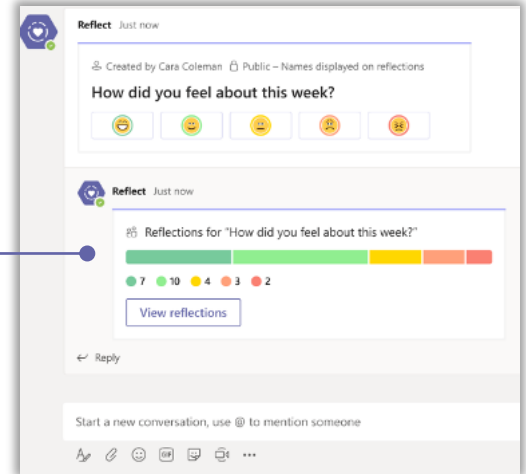 Reflect Just now
Created by Cara Coleman Public – Names displayed on reflections
How did you feel about this week?
Reflect Just now
Reflections for "How did you feel about this week?"
7 10 4 3 2
View reflections
Reply
Start a new conversation, use @ to mention someone
GIF